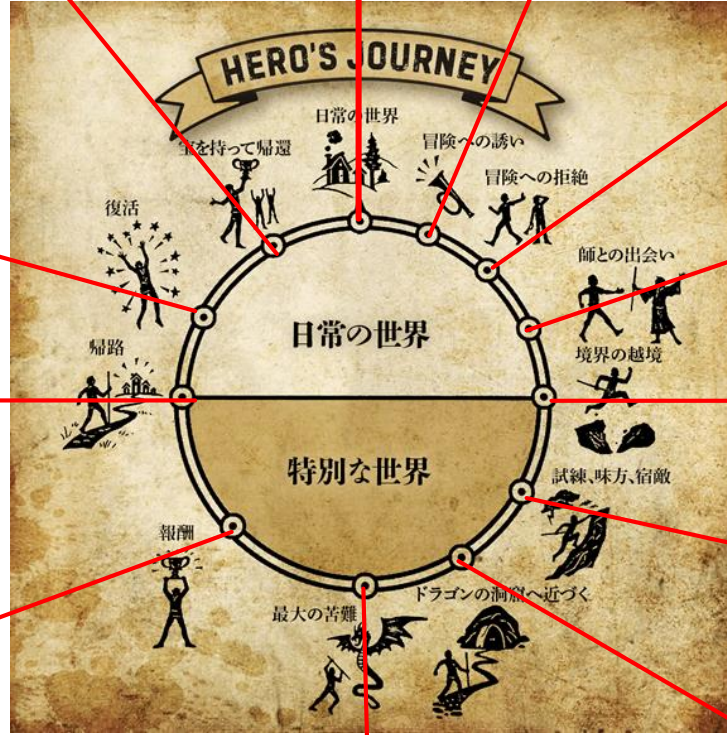 HERO'S JOURNEY
日常の世界
冒険への誘い
冒険への拒絶
師との出会い
境界の越境
試練、味方、宿敵
ドラゴンの洞窟へ近づく
最大の苦難
報酬
帰路
復活
宝を持って帰還
日常の世界
特別な世界